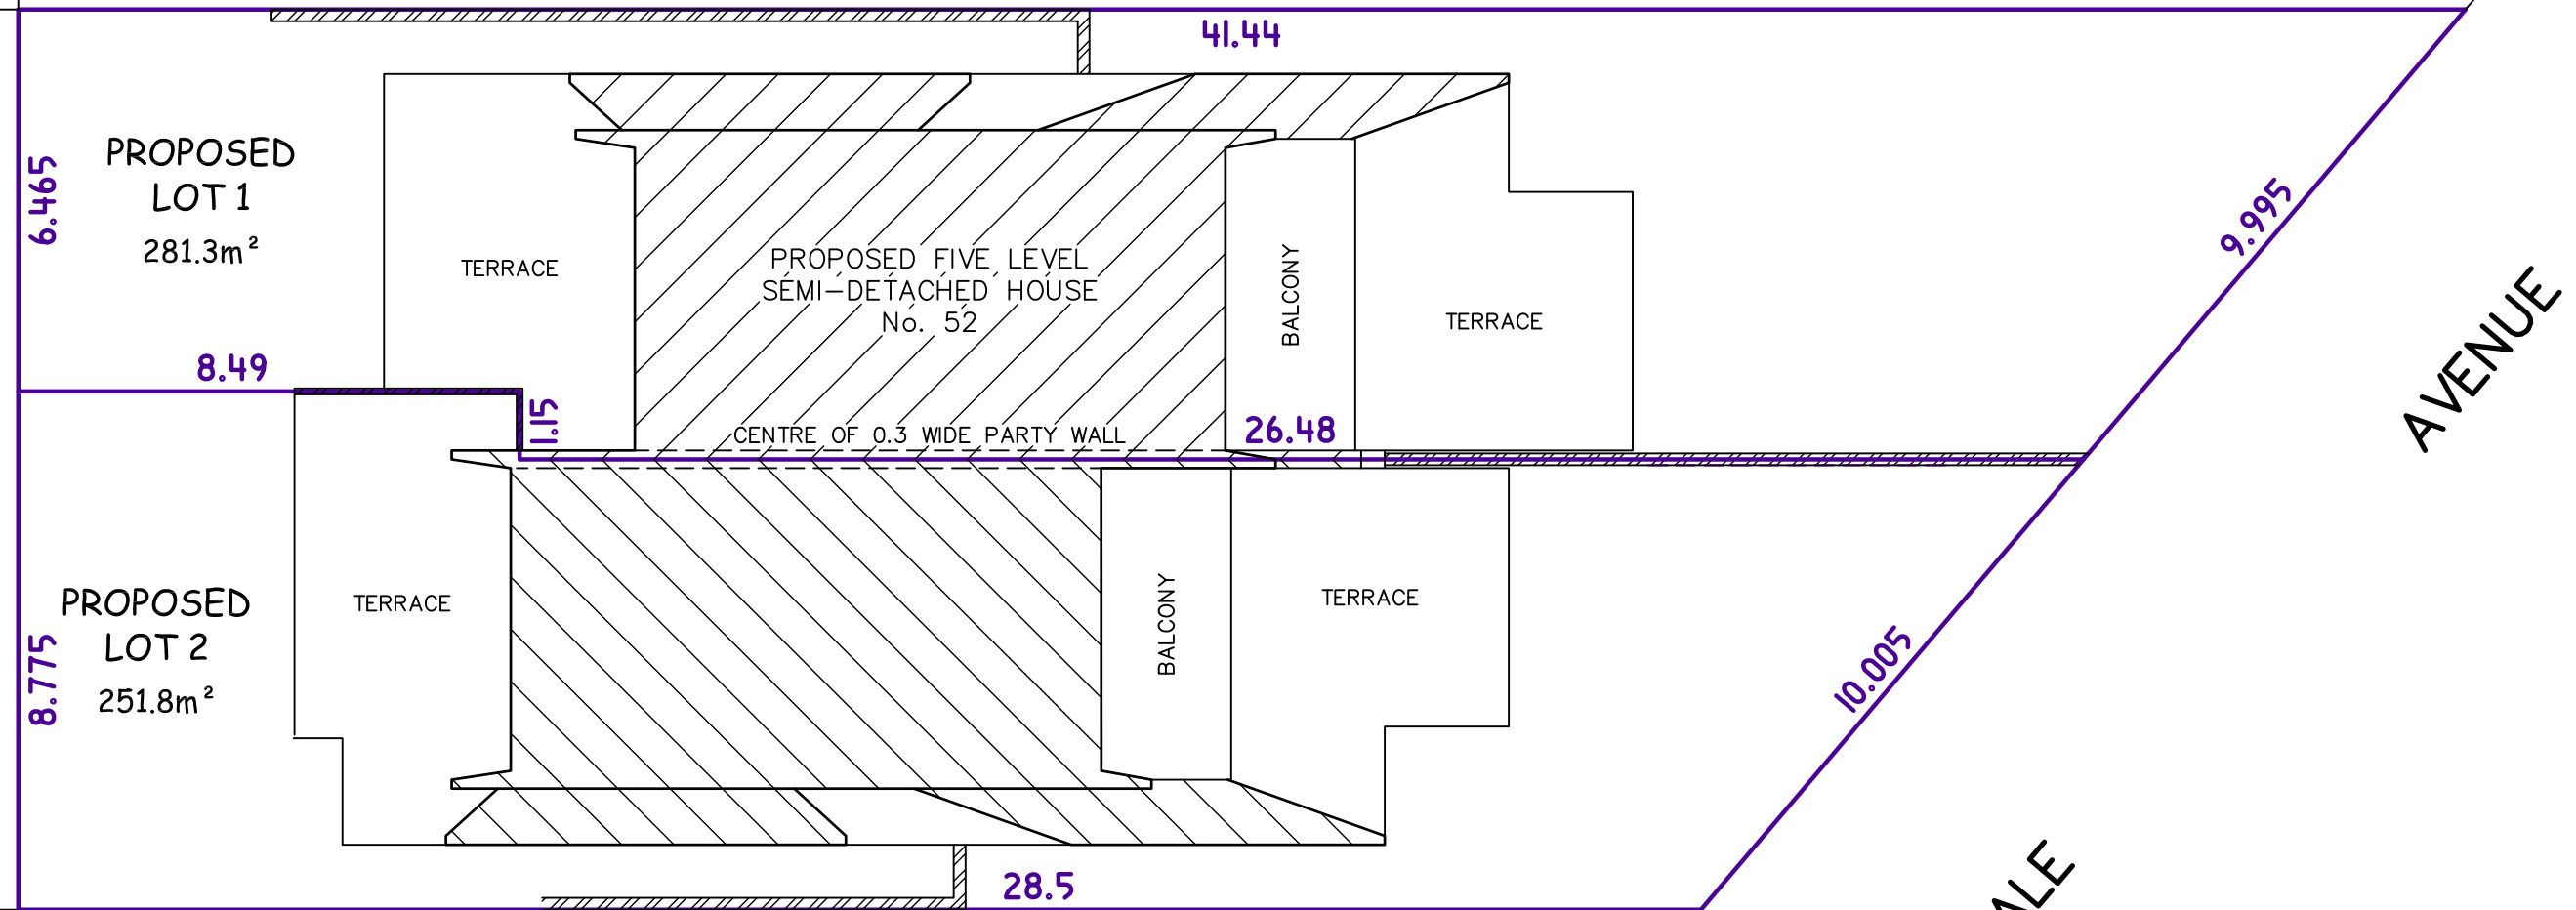 41.44
PROPOSED
LOT 1
281.3m²
6.465
9.995
TERRACE
PROPOSED FIVE LEVEL
SEMI-DETACHED HOUSE
No. 52
BALCONY
TERRACE
AVENUE
8.49
1.15
CENTRE OF 0.3 WIDE PARTY WALL
26.48
PROPOSED
LOT 2
251.8m²
8.775
TERRACE
BALCONY
TERRACE
10.005
28.5
ALE